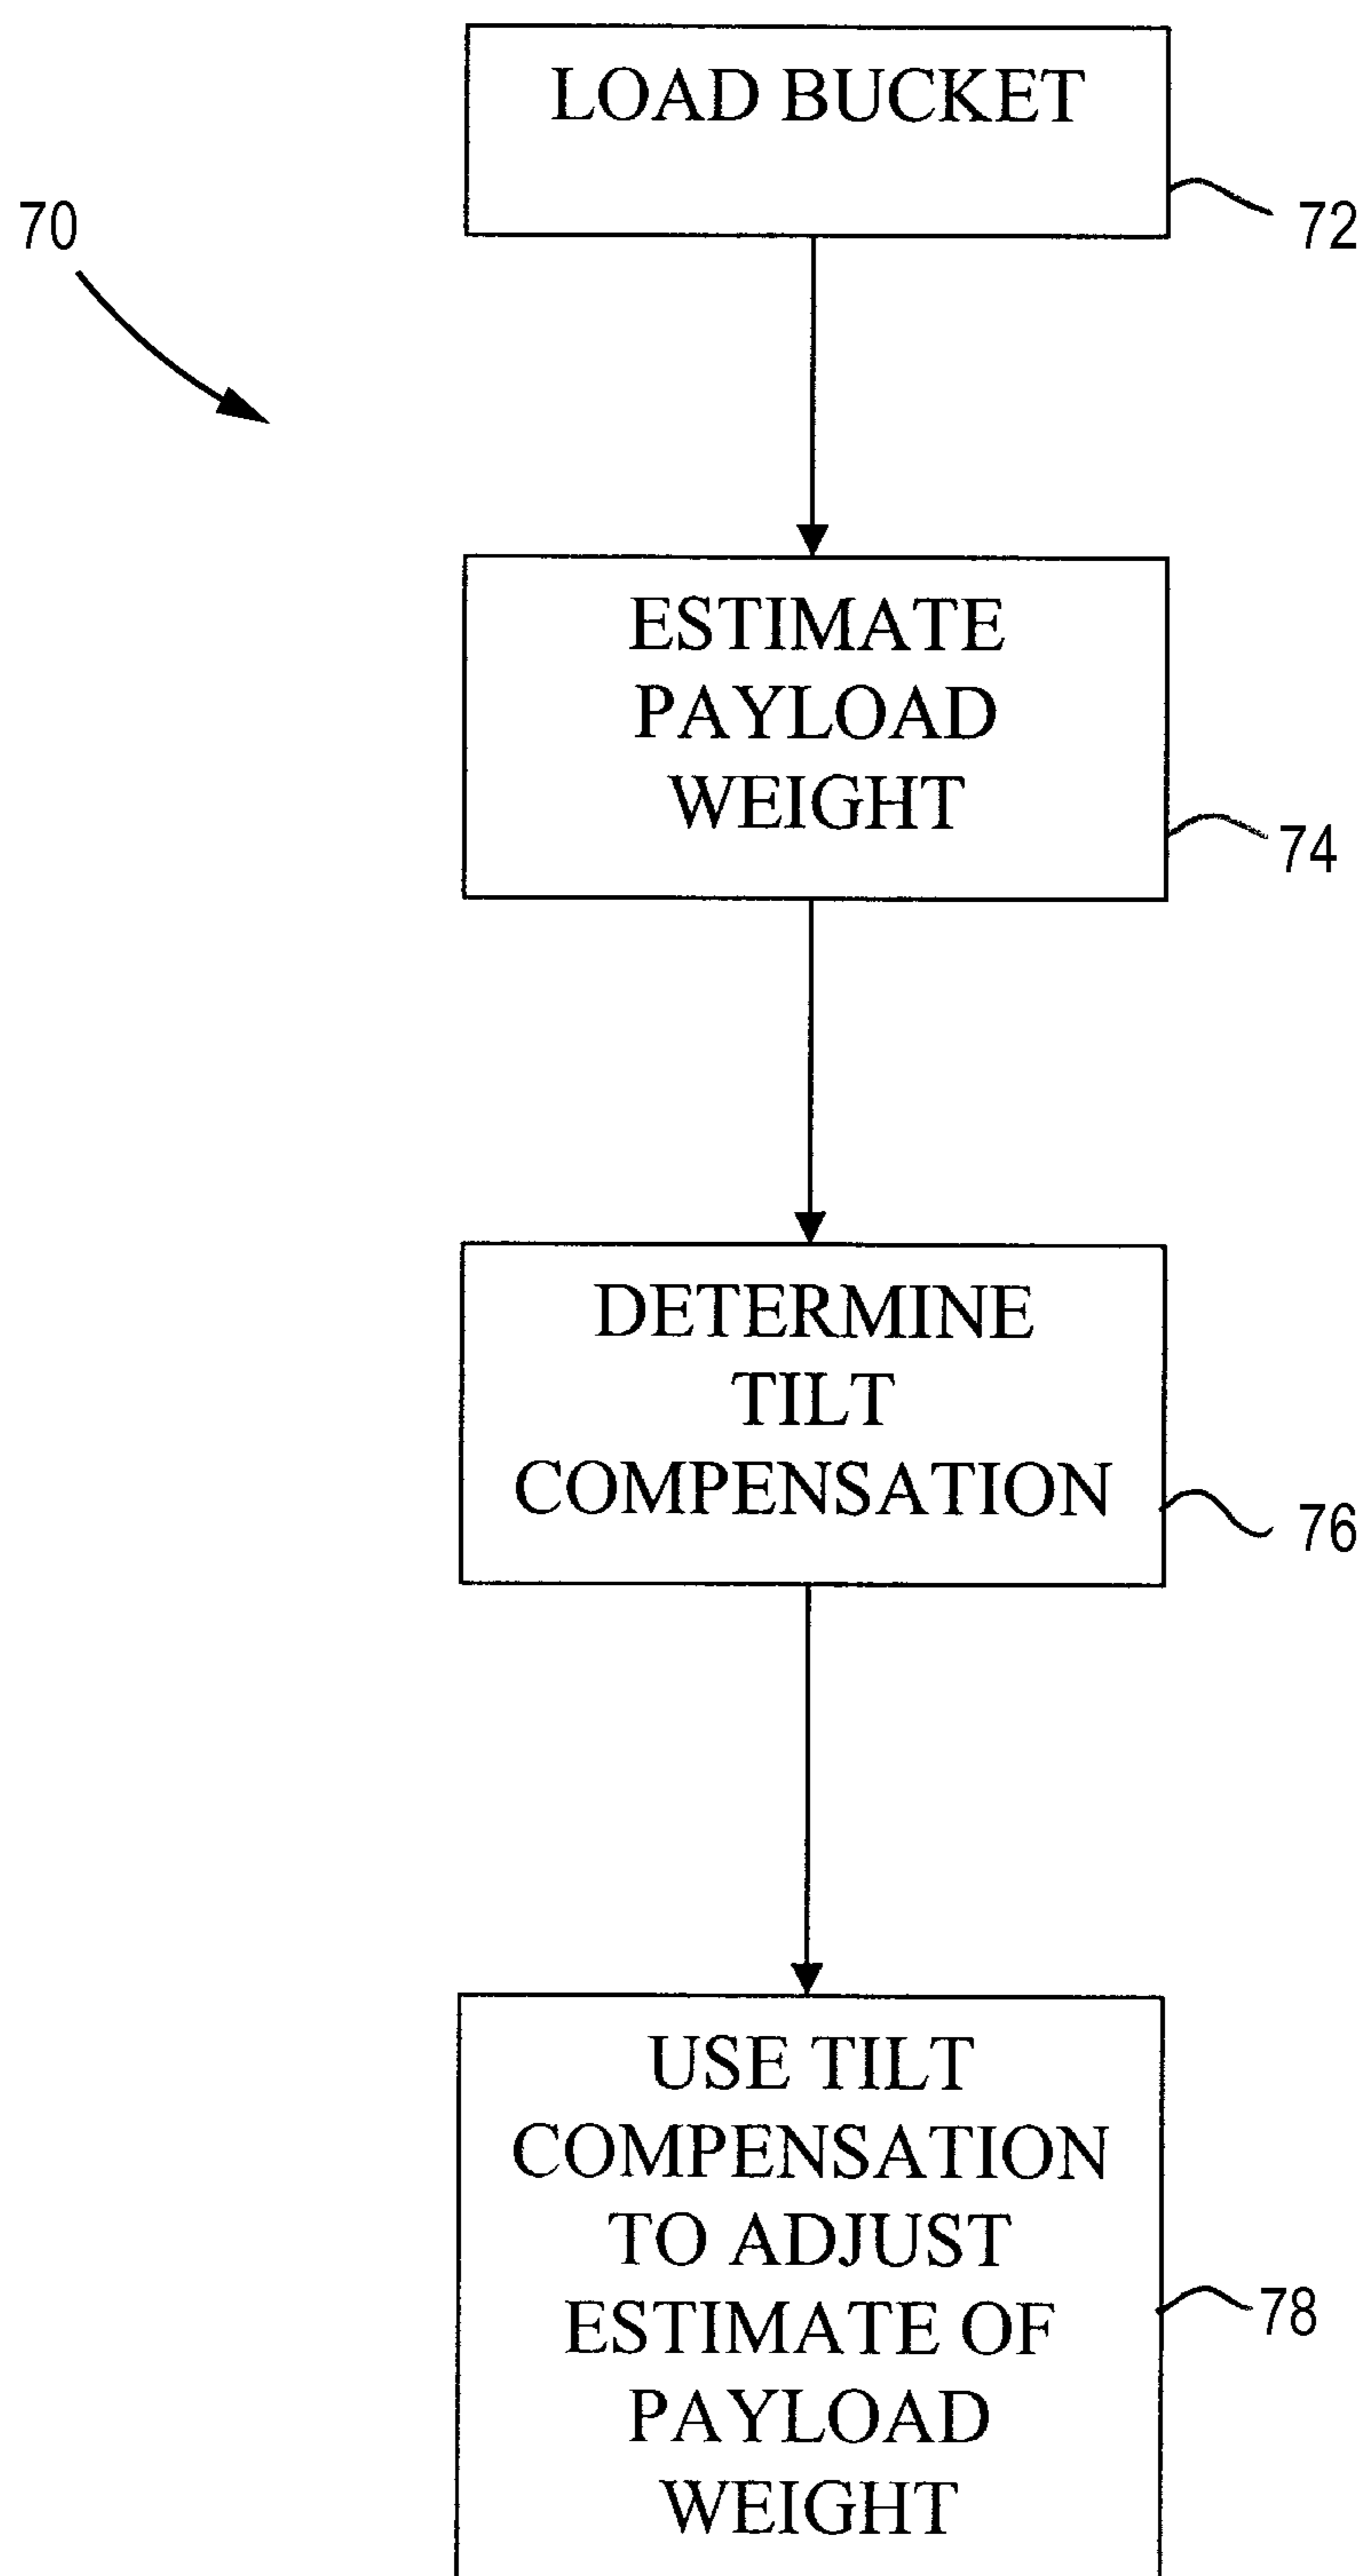 LOAD BUCKET
72
70
ESTIMATE
PAYLOAD
WEIGHT
74
DETERMINE
TILT
COMPENSATION
76
USE TILT
COMPENSATION
TO ADJUST
ESTIMATE OF
PAYLOAD
WEIGHT
78